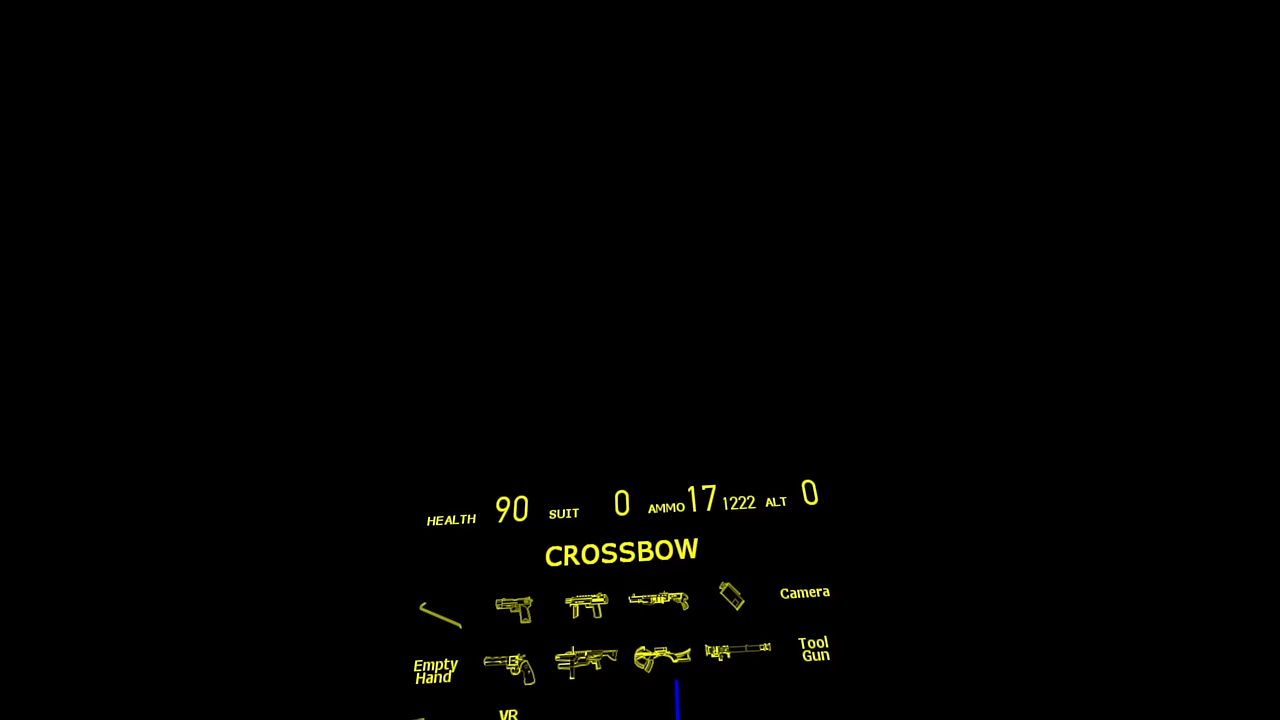 HEALTH 90 SUIT 0 AMMO 17 1222 ALT 0
CROSSBOW
Camera
Empty
Hand
Tool
Gun
VR